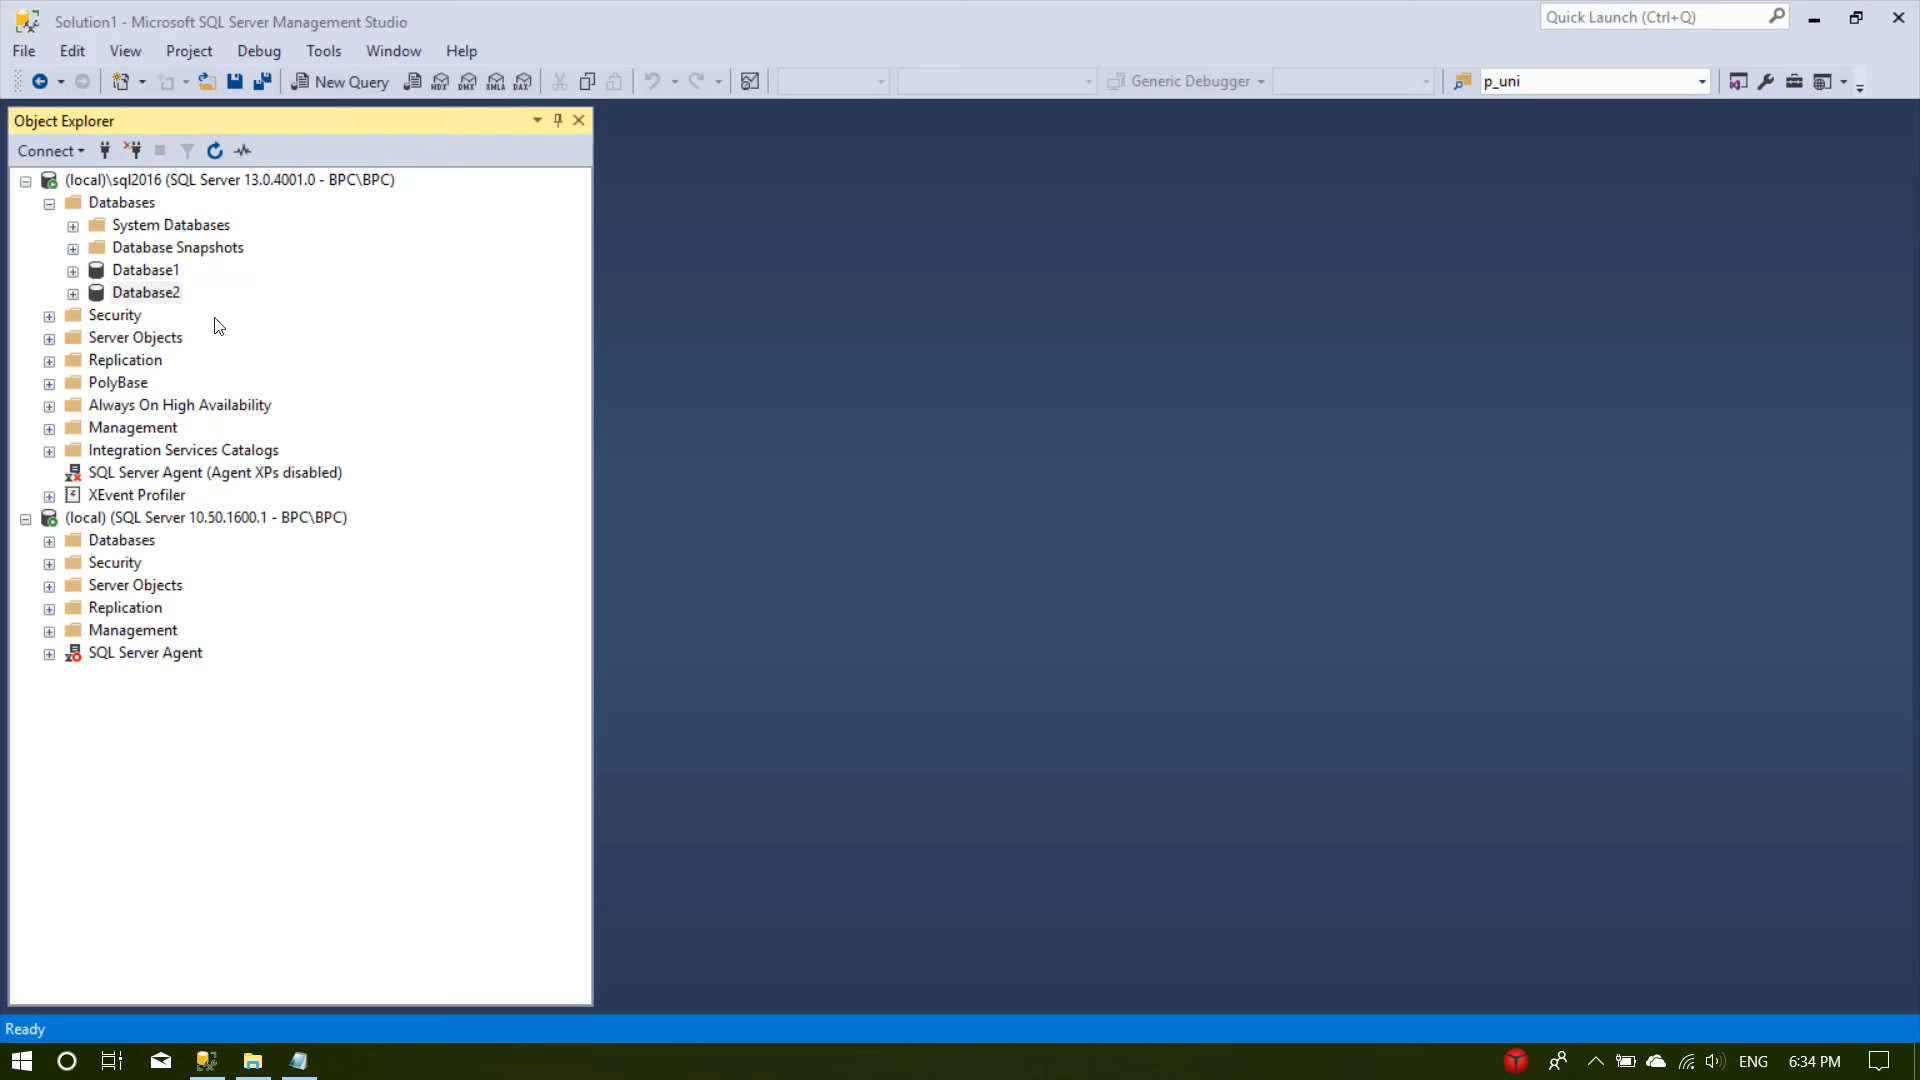 Solution1 - Microsoft SQL Server Management Studio
Quick Launch (Ctrl+Q)
File Edit View Project Debug Tools Window Help
New Query MDX DMX XMLA DAX Generic Debugger p_uni
Object Explorer
Connect
(local)\sql2016 (SQL Server 13.0.4001.0 - BPC\BPC)
Databases
System Databases
Database Snapshots
Database1
Database2
Security
Server Objects
Replication
PolyBase
Always On High Availability
Management
Integration Services Catalogs
SQL Server Agent (Agent XPs disabled)
XEvent Profiler
(local) (SQL Server 10.50.1600.1 - BPC\BPC)
Databases
Security
Server Objects
Replication
Management
SQL Server Agent
Ready
ENG 6:34 PM